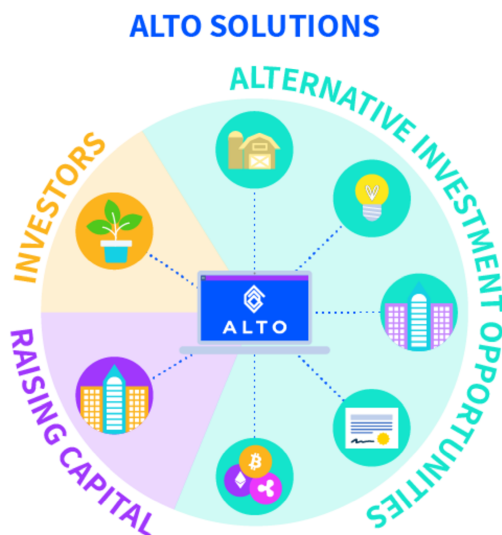 ALTO SOLUTIONS
ALTERNATIVE INVESTMENT OPPORTUNITIES
INVESTORS
ALTO
RAISING CAPITAL